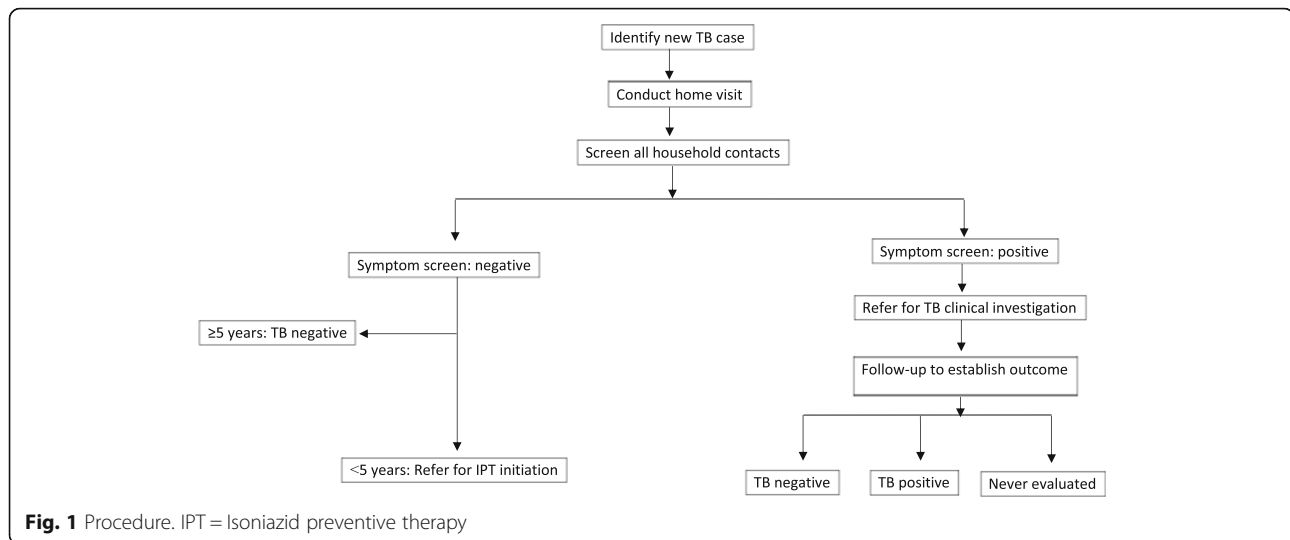 Identify new TB case
Conduct home visit
Screen all household contacts
Symptom screen: negative
Symptom screen: positive
≥5 years: TB negative
Refer for TB clinical investigation
Follow-up to establish outcome
<5 years: Refer for IPT initiation
TB negative
TB positive
Never evaluated
Fig. 1 Procedure. IPT = Isoniazid preventive therapy